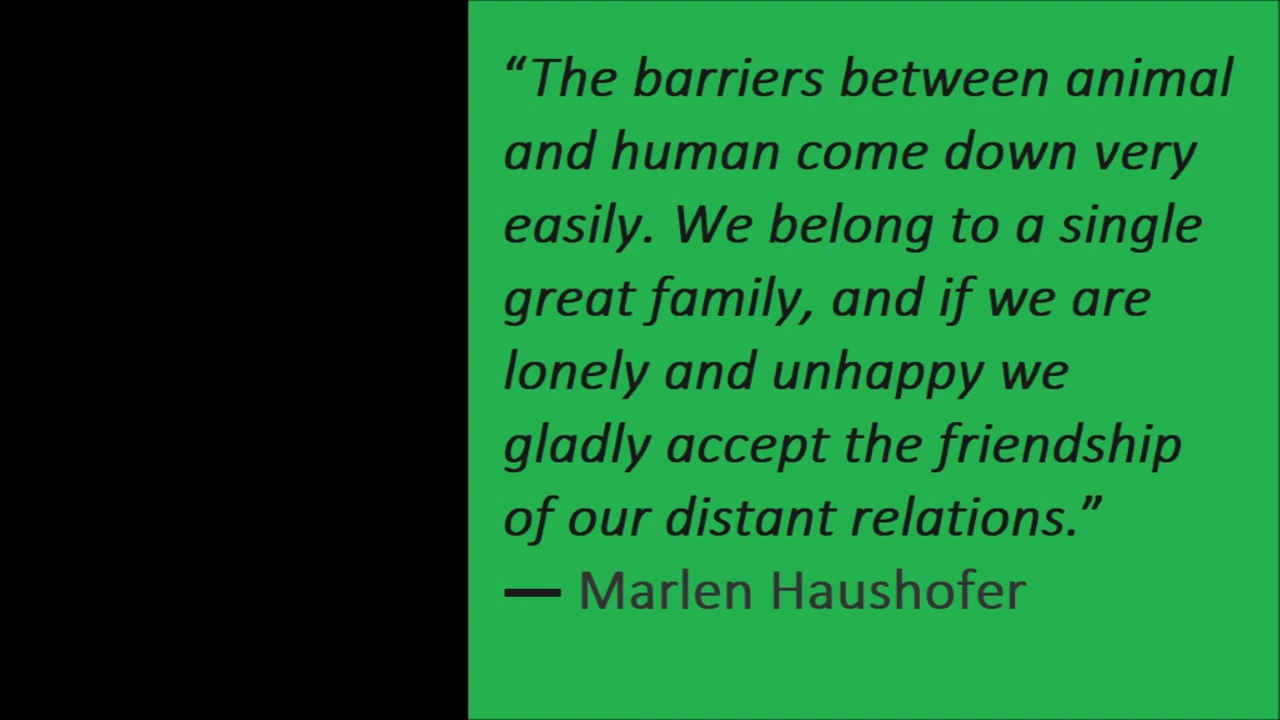 “The barriers between animal
and human come down very
easily. We belong to a single
great family, and if we are
lonely and unhappy we
gladly accept the friendship
of our distant relations.”
― Marlen Haushofer